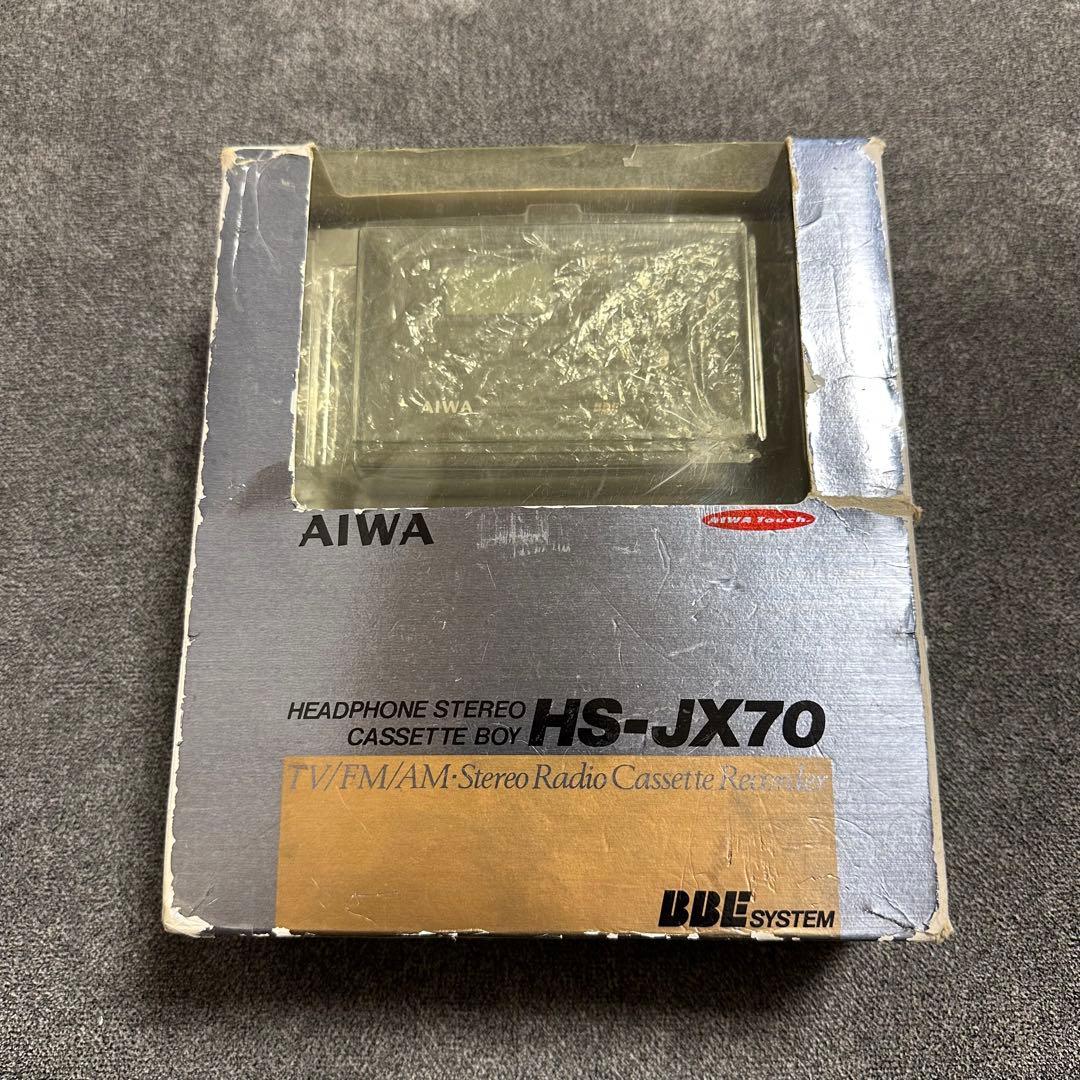 AIWA
BBE
AIWA
AIWA Touch.
HEADPHONE STEREO
CASSETTE BOY HS-JX70
TV/FM/AM·Stereo Radio Cassette Recorder
BBE SYSTEM